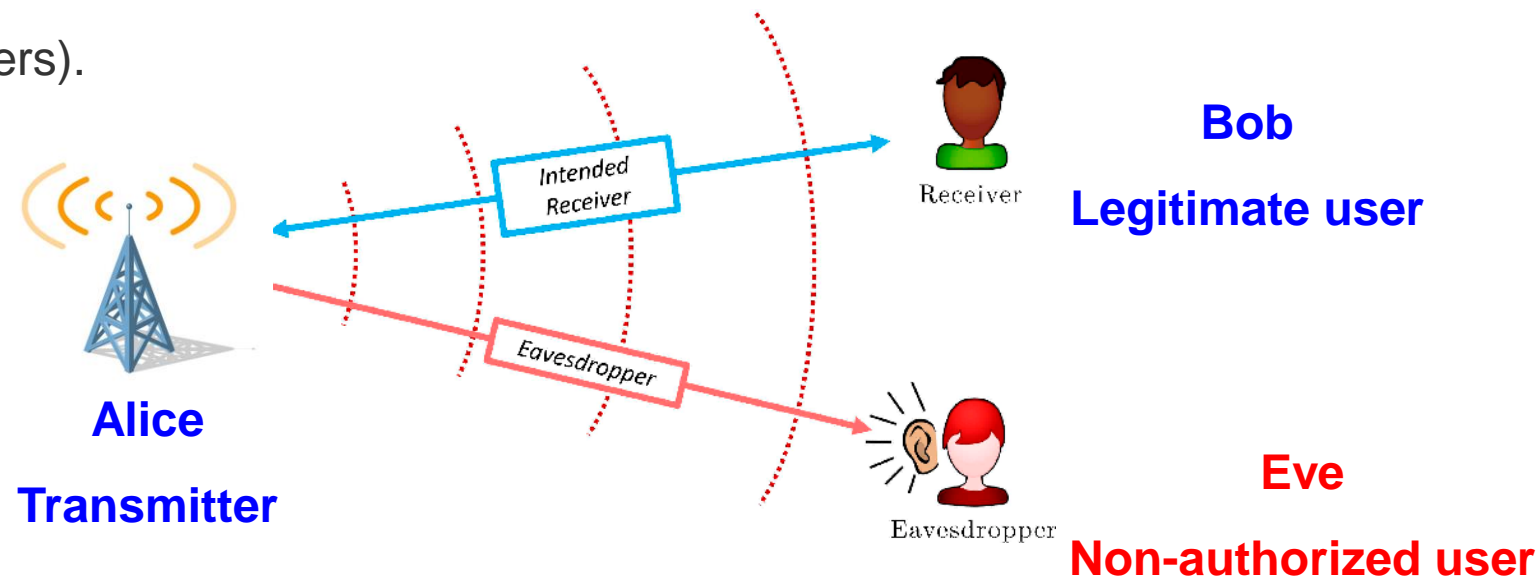 ers).
Intended
Receiver
Receiver
Bob
Legitimate user
Eavesdropper
Alice
Transmitter
Eavesdropper
Eve
Non-authorized user